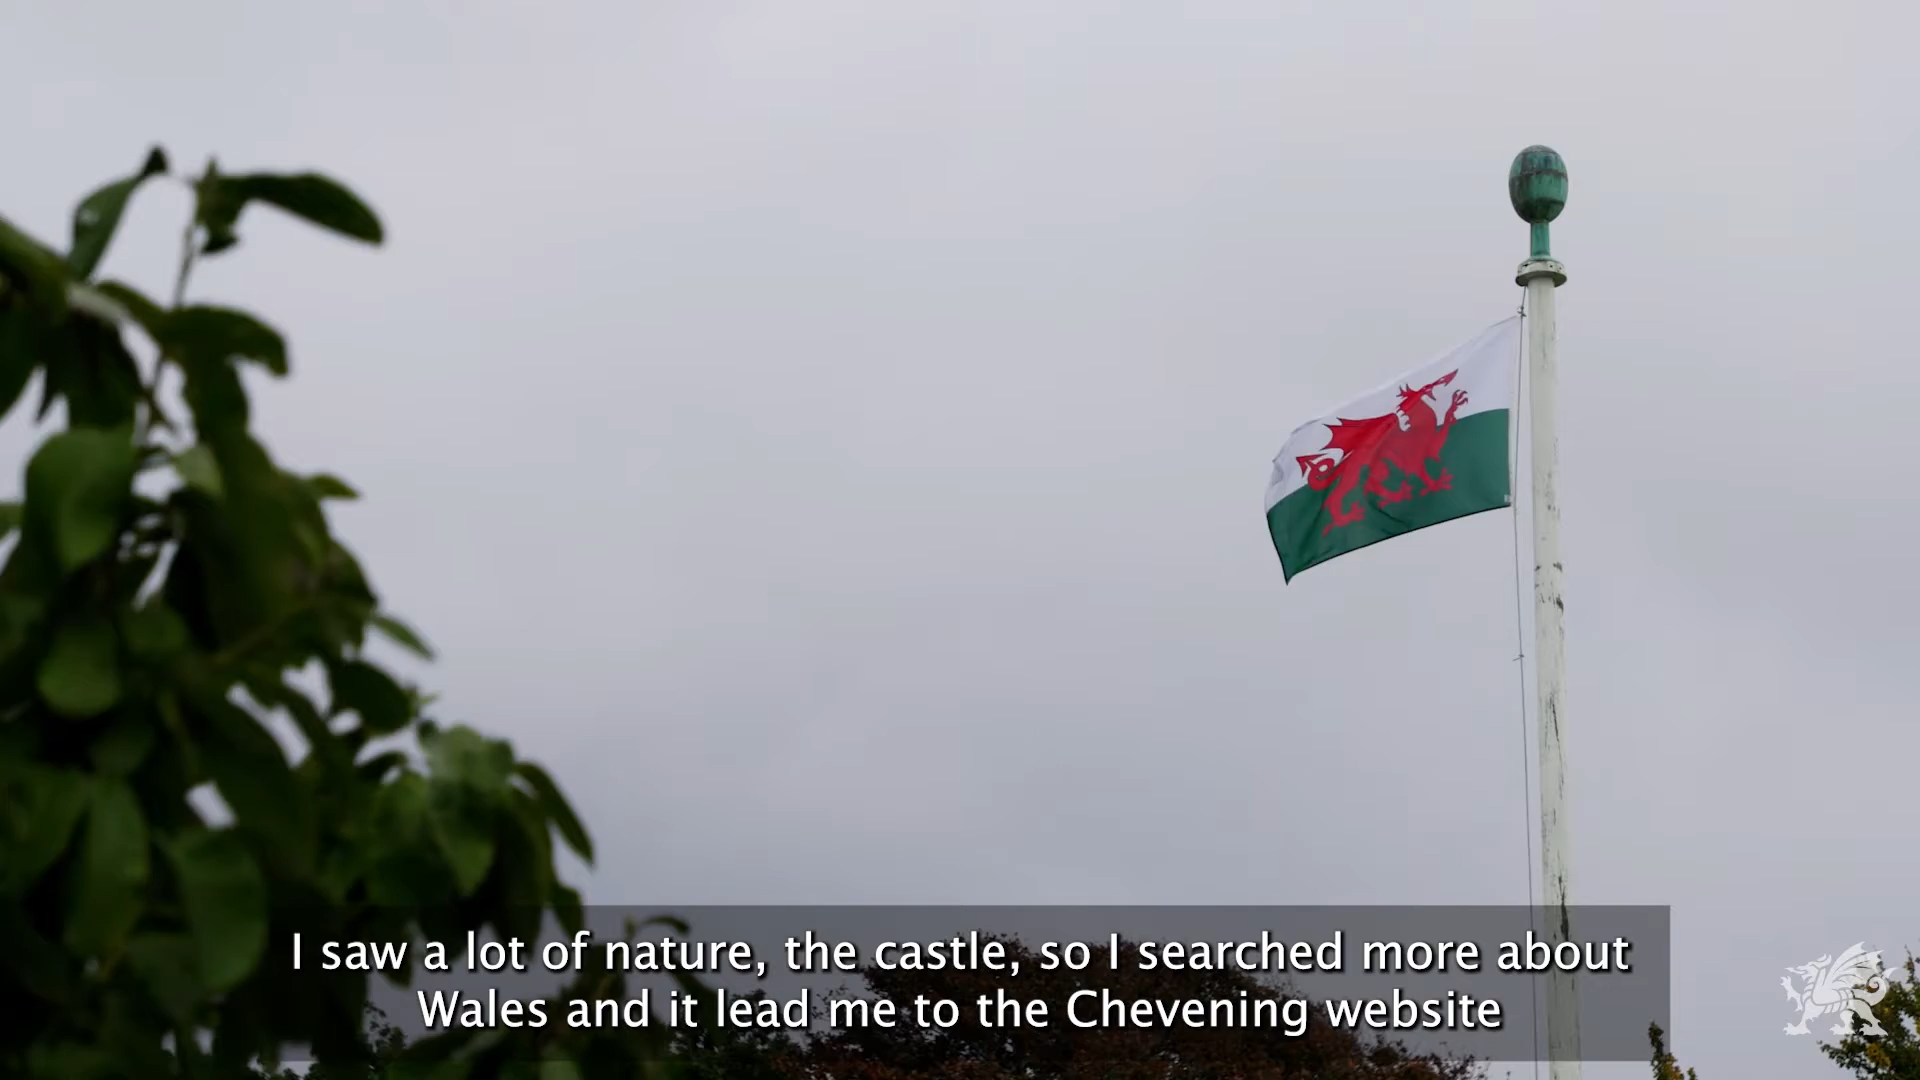 I saw a lot of nature, the castle, so I searched more about
Wales and it lead me to the Chevening website